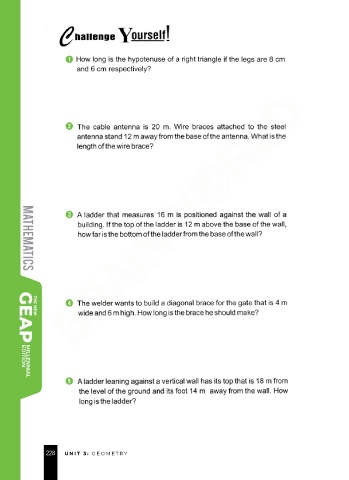 Challenge Yourself!
1 How long is the hypotenuse of a right triangle if the legs are 8 cm
and 6 cm respectively?
2 The cable antenna is 20 m. Wire braces attached to the steel
antenna stand 12 m away from the base of the antenna. What is the
length of the wire brace?
3 A ladder that measures 16 m is positioned against the wall of a
building. If the top of the ladder is 12 m above the base of the wall,
how far is the bottom of the ladder from the base of the wall?
4 The welder wants to build a diagonal brace for the gate that is 4 m
wide and 6 m high. How long is the brace he should make?
5 A ladder leaning against a vertical wall has its top that is 18 m from
the level of the ground and its foot 14 m away from the wall. How
long is the ladder?
MATHEMATICS
THE NEW
GEAP
MILLENNIAL
EDITION
228 UNIT 3: GEOMETRY